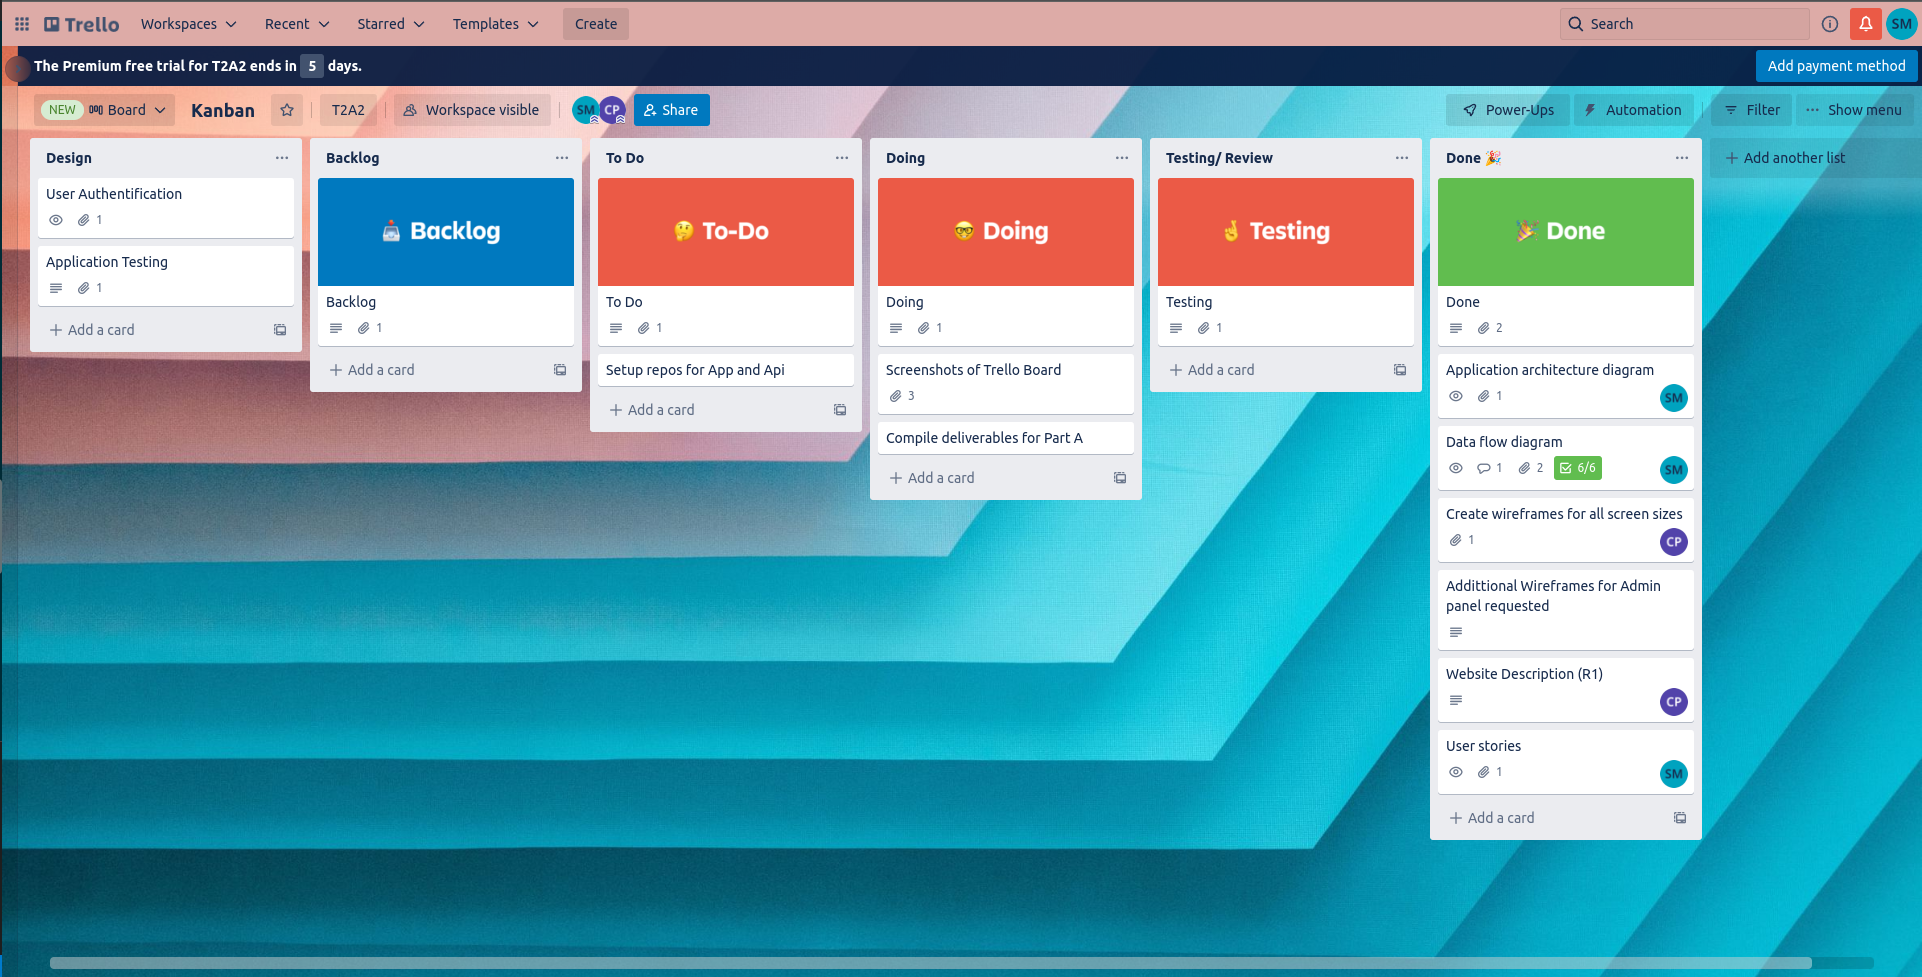 Trello Workspaces Recent Starred Templates Create Search SM
The Premium free trial for T2A2 ends in 5 days. Add payment method
NEW Board Kanban T2A2 Workspace visible SM CP Share Power-Ups Automation Filter Show menu
Design
User Authentification
1
Application Testing
1
Add a card
Backlog
Backlog
Backlog
1
Add a card
To Do
To-Do
To Do
1
Setup repos for App and Api
Add a card
Doing
Doing
Doing
1
Screenshots of Trello Board
3
Compile deliverables for Part A
Add a card
Testing/ Review
Testing
Testing
1
Add a card
Done
Done
Done
2
Application architecture diagram
1 SM
Data flow diagram
1 2 6/6 SM
Create wireframes for all screen sizes
1 CP
Addittional Wireframes for Admin
panel requested
Website Description (R1)
CP
User stories
1 SM
Add a card
Add another list